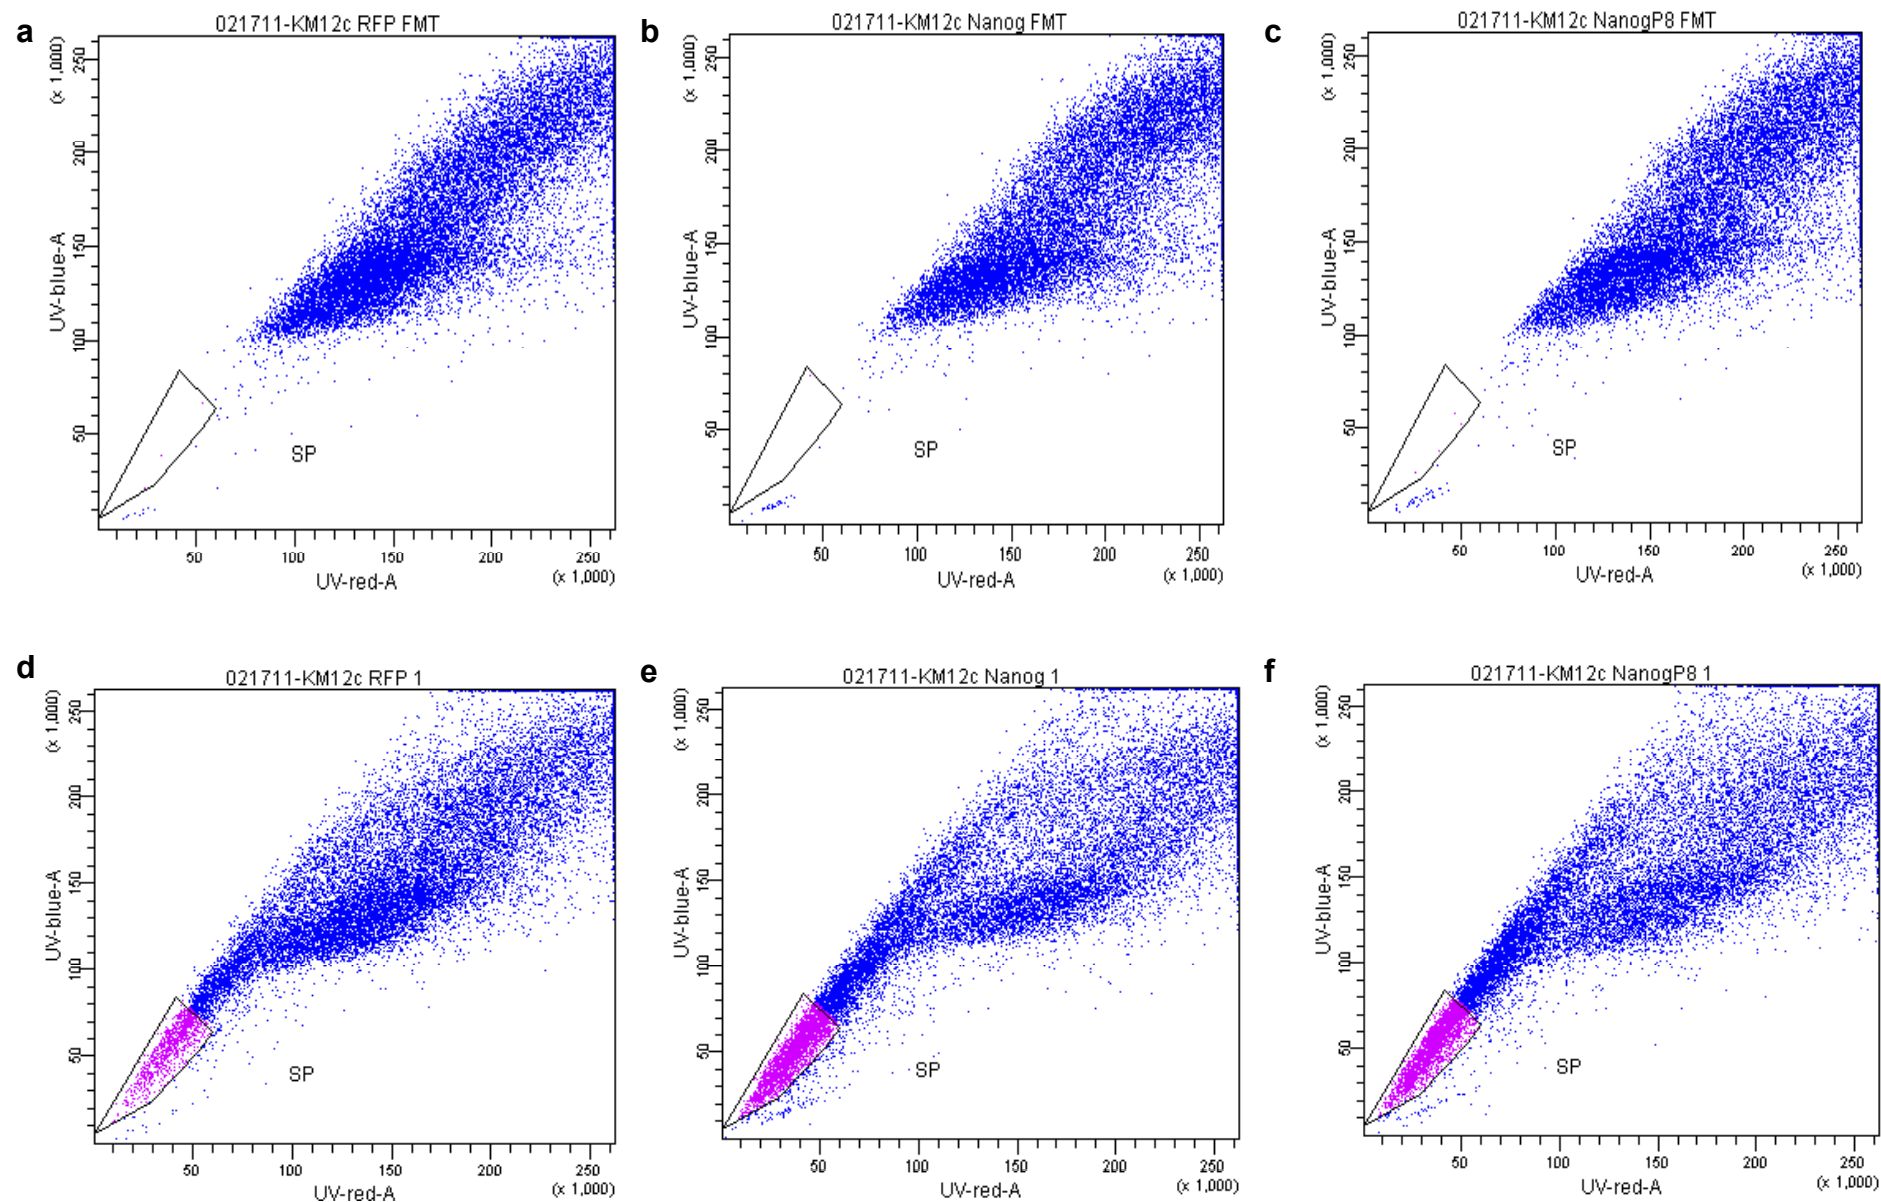 a
021711-KM12c RFP FMT
(x 1,000)
250
200
150
100
50
UV-blue-A
SP
50 100 150 200 250
UV-red-A (x 1,000)
b
021711-KM12c Nanog FMT
(x 1,000)
250
200
150
100
50
UV-blue-A
SP
50 100 150 200 250
UV-red-A (x 1,000)
c
021711-KM12c NanogP8 FMT
(x 1,000)
250
200
150
100
50
UV-blue-A
SP
50 100 150 200 250
UV-red-A (x 1,000)
d
021711-KM12c RFP 1
(x 1,000)
250
200
150
100
50
UV-blue-A
SP
50 100 150 200 250
UV-red-A (x 1,000)
e
021711-KM12c Nanog 1
(x 1,000)
250
200
150
100
50
UV-blue-A
SP
50 100 150 200 250
UV-red-A (x 1,000)
f
021711-KM12c NanogP8 1
(x 1,000)
250
200
150
100
50
UV-blue-A
SP
50 100 150 200 250
UV-red-A (x 1,000)